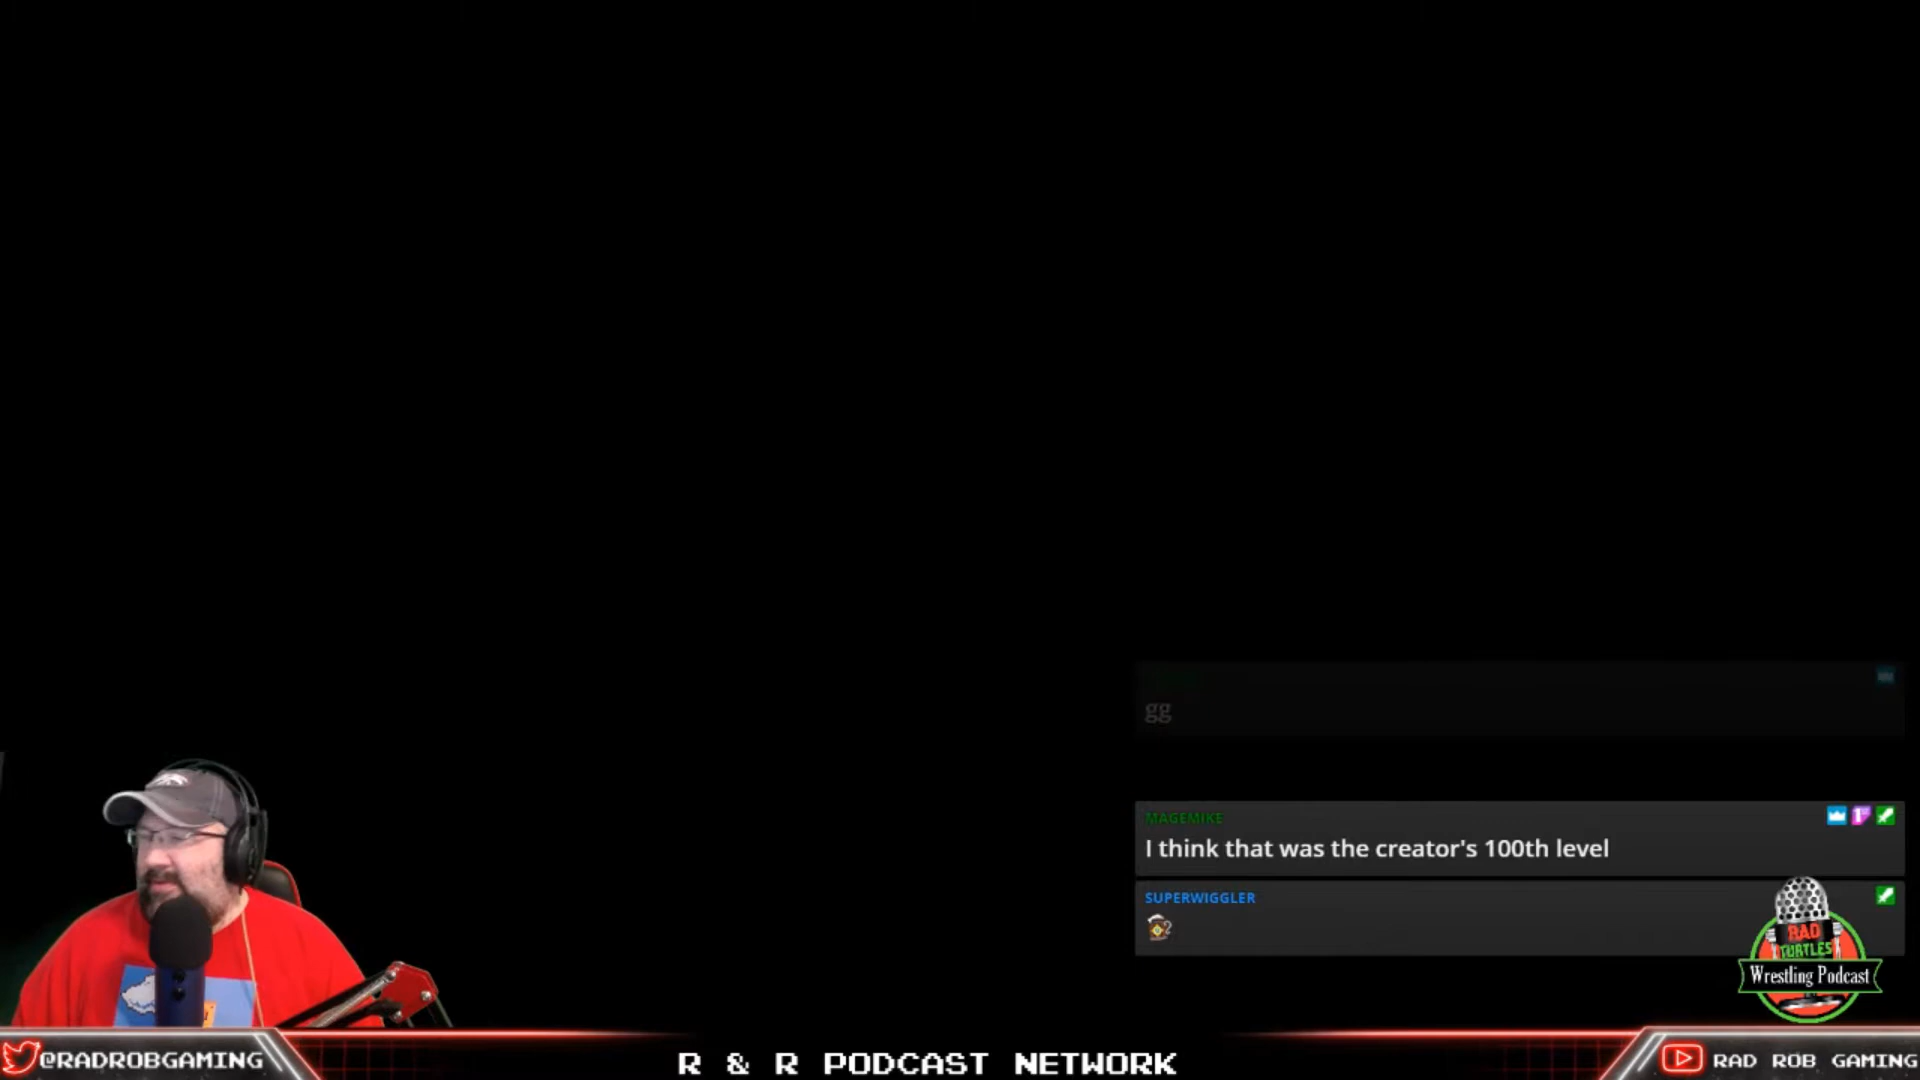 gg
MAGEMIKE
I think that was the creator's 100th level
SUPERWIGGLER
RAD
TURTLES
Wrestling Podcast
@RADROBGAMING
R & R PODCAST NETWORK
RAD ROB GAMING